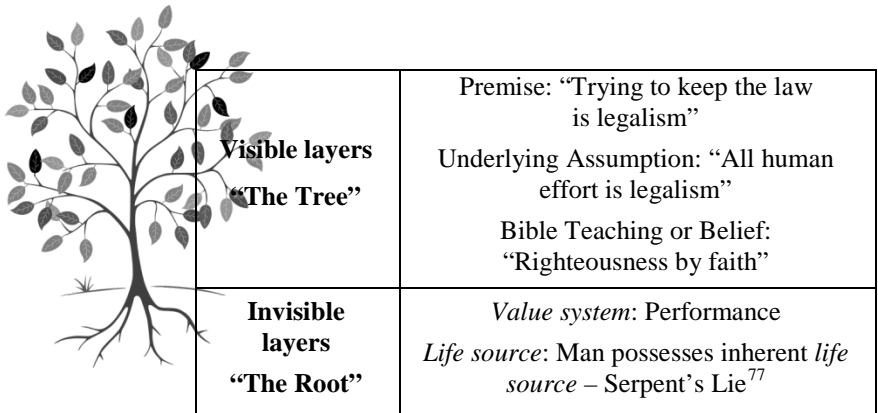 Visible layers
“The Tree”
Premise: “Trying to keep the law
is legalism”
Underlying Assumption: “All human
effort is legalism”
Bible Teaching or Belief:
“Righteousness by faith”
Invisible
layers
“The Root”
Value system: Performance
Life source: Man possesses inherent life
source – Serpent’s Lie77